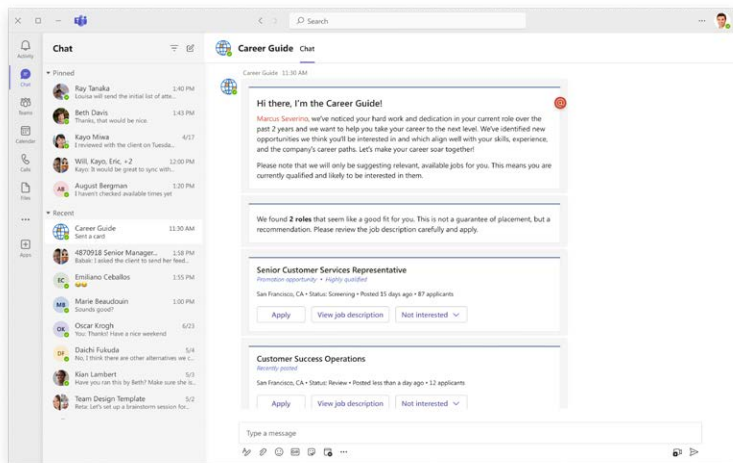 Search
Activity
Chat
Teams
Calendar
Calls
Files
Apps
Chat
Pinned
Ray Tanaka 1:40 PM
Louisa will send the initial list of atte...
Beth Davis 1:43 PM
Thanks, that would be nice.
Kayo Miwa 4/17
I reviewed with the client on Tuesda...
Will, Kayo, Eric, +2 12:00 PM
Kayo: It would be great to sync with...
AB
August Bergman 1:20 PM
I haven't checked available times yet
Recent
Career Guide 11:30 AM
Sent a card
4870918 Senior Manager... 1:58 PM
Babak: I asked the client to send her feed...
EC
Emiliano Ceballos 1:55 PM
MB
Marie Beaudouin 1:00 PM
Sounds good?
OK
Oscar Krogh 6/23
You: Thanks! Have a nice weekend
DF
Daichi Fukuda 5/4
No, I think there are other alternatives we c...
Kian Lambert 5/3
Have you ran this by Beth? Make sure she is...
Team Design Template 5/2
Reta: Let's set up a brainstorm session for...
Career Guide Chat
Career Guide 11:30 AM
Hi there, I'm the Career Guide!
Marcus Severino, we've noticed your hard work and dedication in your current role over the
past 2 years and we want to help you take your career to the next level. We've identified new
opportunities we think you'll be interested in and which align well with your skills, experience,
and the company's career paths. Let's make your career soar together!
Please note that we will only be suggesting relevant, available jobs for you. This means you are
currently qualified and likely to be interested in them.
We found 2 roles that seem like a good fit for you. This is not a guarantee of placement, but a
recommendation. Please review the job description carefully and apply.
Senior Customer Services Representative
Promotion opportunity • Highly qualified
San Francisco, CA • Status: Screening • Posted 15 days ago • 87 applicants
Apply View job description Not interested
Customer Success Operations
Recently posted
San Francisco, CA • Status: Review • Posted less than a day ago • 12 applicants
Apply View job description Not interested
Type a message